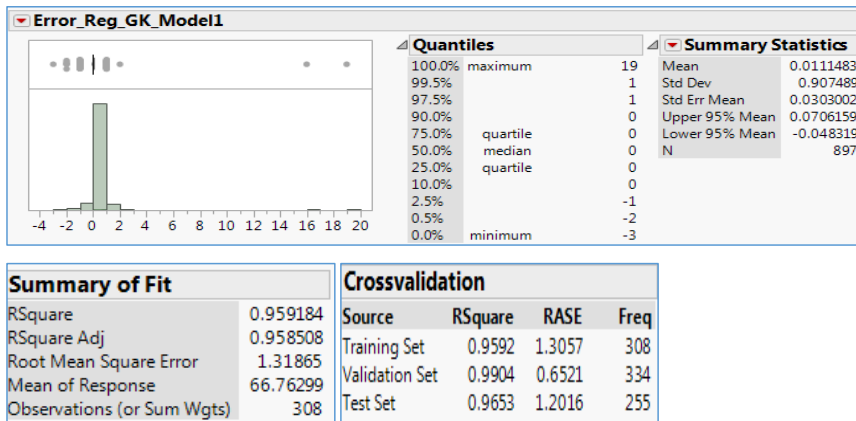 Error_Reg_GK_Model1
Quantiles
100.0% maximum 19
99.5% 1
97.5% 1
90.0% 0
75.0% quartile 0
50.0% median 0
25.0% quartile 0
10.0% 0
2.5% -1
0.5% -2
0.0% minimum -3
Summary Statistics
Mean 0.0111483
Std Dev 0.907489
Std Err Mean 0.0303002
Upper 95% Mean 0.0706159
Lower 95% Mean -0.048319
N 897
-4 -2 0 2 4 6 8 10 12 14 16 18 20
Summary of Fit
RSquare 0.959184
RSquare Adj 0.958508
Root Mean Square Error 1.31865
Mean of Response 66.76299
Observations (or Sum Wgts) 308
Crossvalidation
Source RSquare RASE Freq
Training Set 0.9592 1.3057 308
Validation Set 0.9904 0.6521 334
Test Set 0.9653 1.2016 255